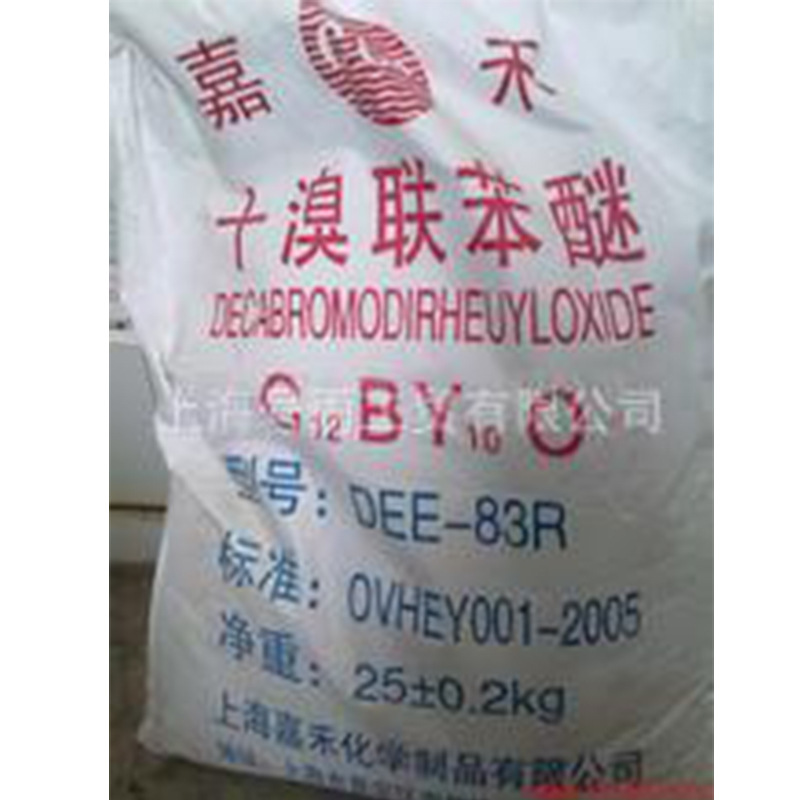 嘉禾
十溴联苯醚
DECABROMODIRHEUYLOXIDE
C12BY10O
型号：DEE-83R
标准：OVHEY001-2005
净重：25±0.2kg
上海嘉禾化学制品有限公司